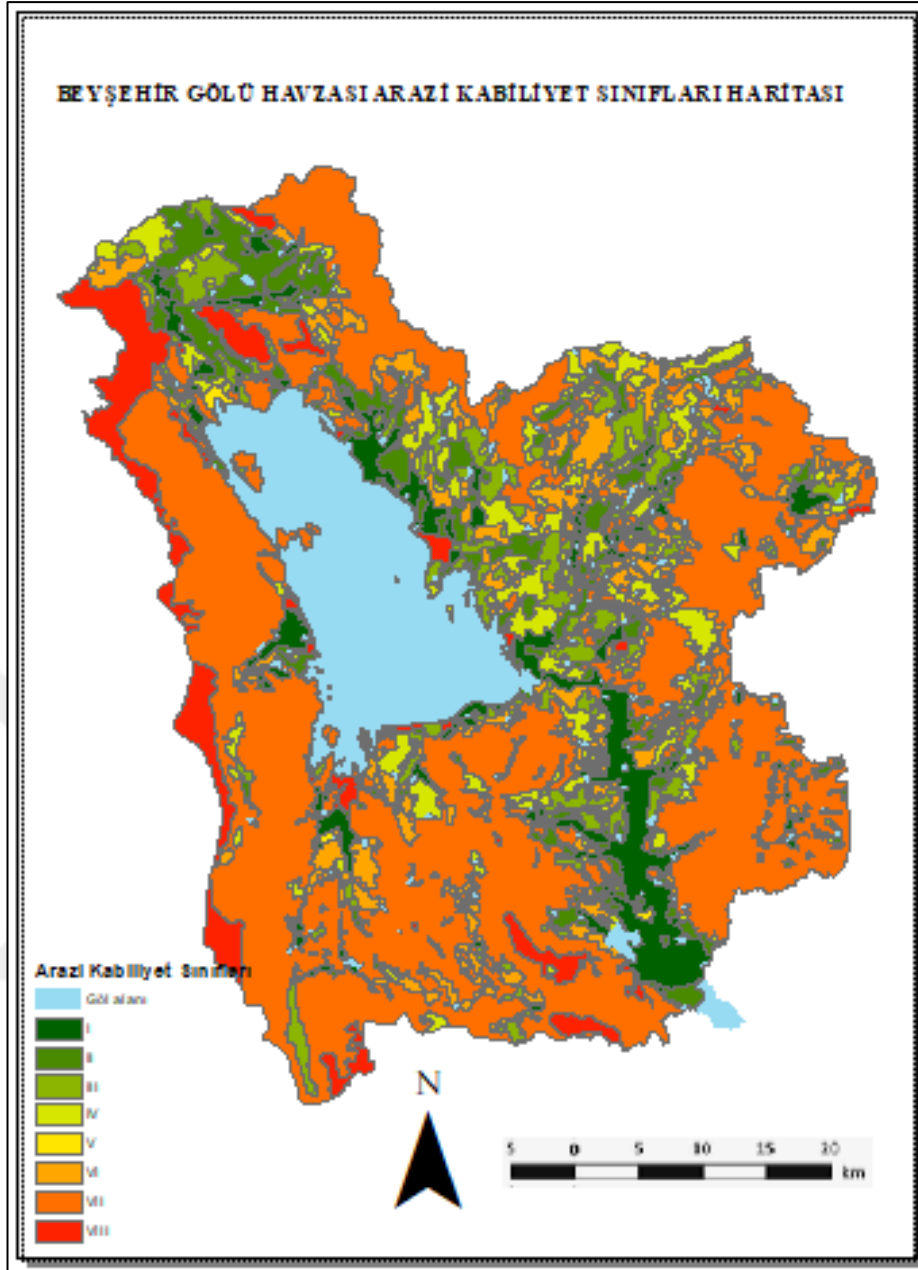 BEYŞEHİR GÖLÜ HAVZASI ARAZİ KABİLİYET SINIFLARI HARİTASI
Arazi Kabiliyet Sınıfları
Göl alanı
I
II
III
IV
V
VI
VII
VIII
N
5 0 5 10 15 20
km